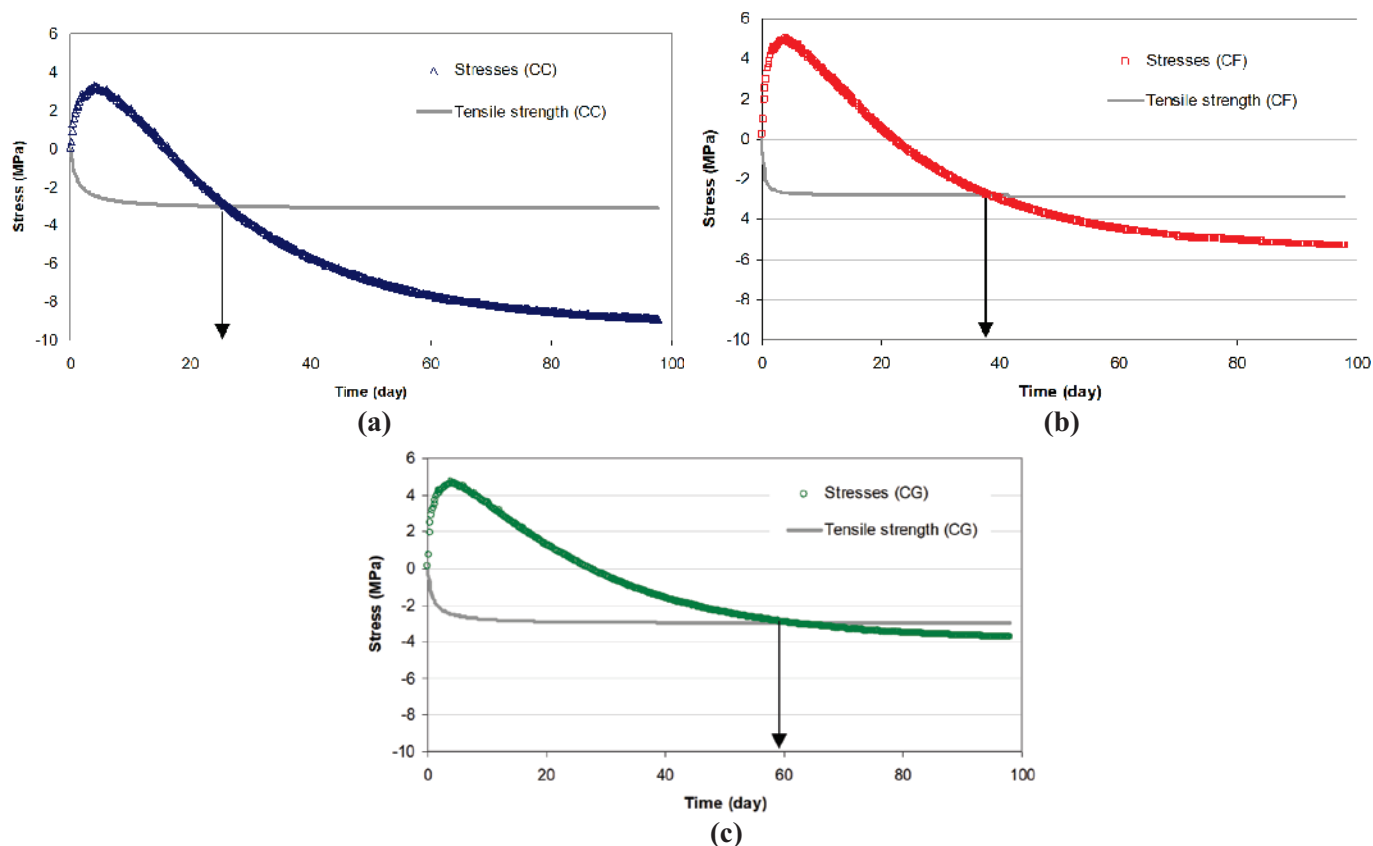 6
4
2
0
-2
-4
-6
-8
-10
Stress (MPa)
Stresses (CC)
Tensile strength (CC)
0 20 40 60 80 100
Time (day)
(a)
6
4
2
0
-2
-4
-6
-8
-10
Stress (MPa)
Stresses (CF)
Tensile strength (CF)
0 20 40 60 80 100
Time (day)
(b)
6
4
2
0
-2
-4
-6
-8
-10
Stress (MPa)
Stresses (CG)
Tensile strength (CG)
0 20 40 60 80 100
Time (day)
(c)